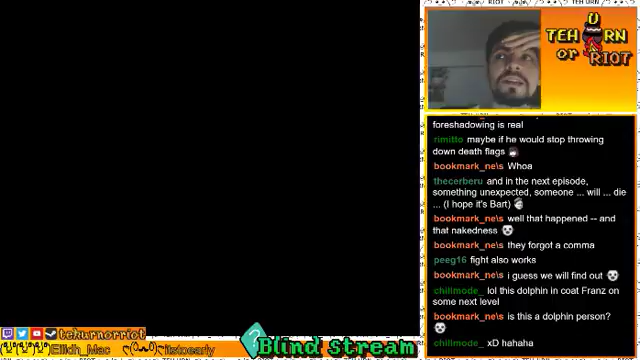 TEH URN
or RIOT
foreshadowing is real
rimitto maybe if he would stop throwing
down death flags
bookmark_ne\s Whoa
thecerberu and in the next episode,
something unexpected, someone ... will ... die
... (I hope it's Bart)
bookmark_ne\s well that happened -- and
that nakedness
bookmark_ne\s they forgot a comma
peeg16 fight also works
bookmark_ne\s i guess we will find out
chillmode_ lol this dolphin in coat Franz on
some next level
bookmark_ne\s is this a dolphin person?
chillmode_ xD hahaha
tehurnorriot
Blind Stream